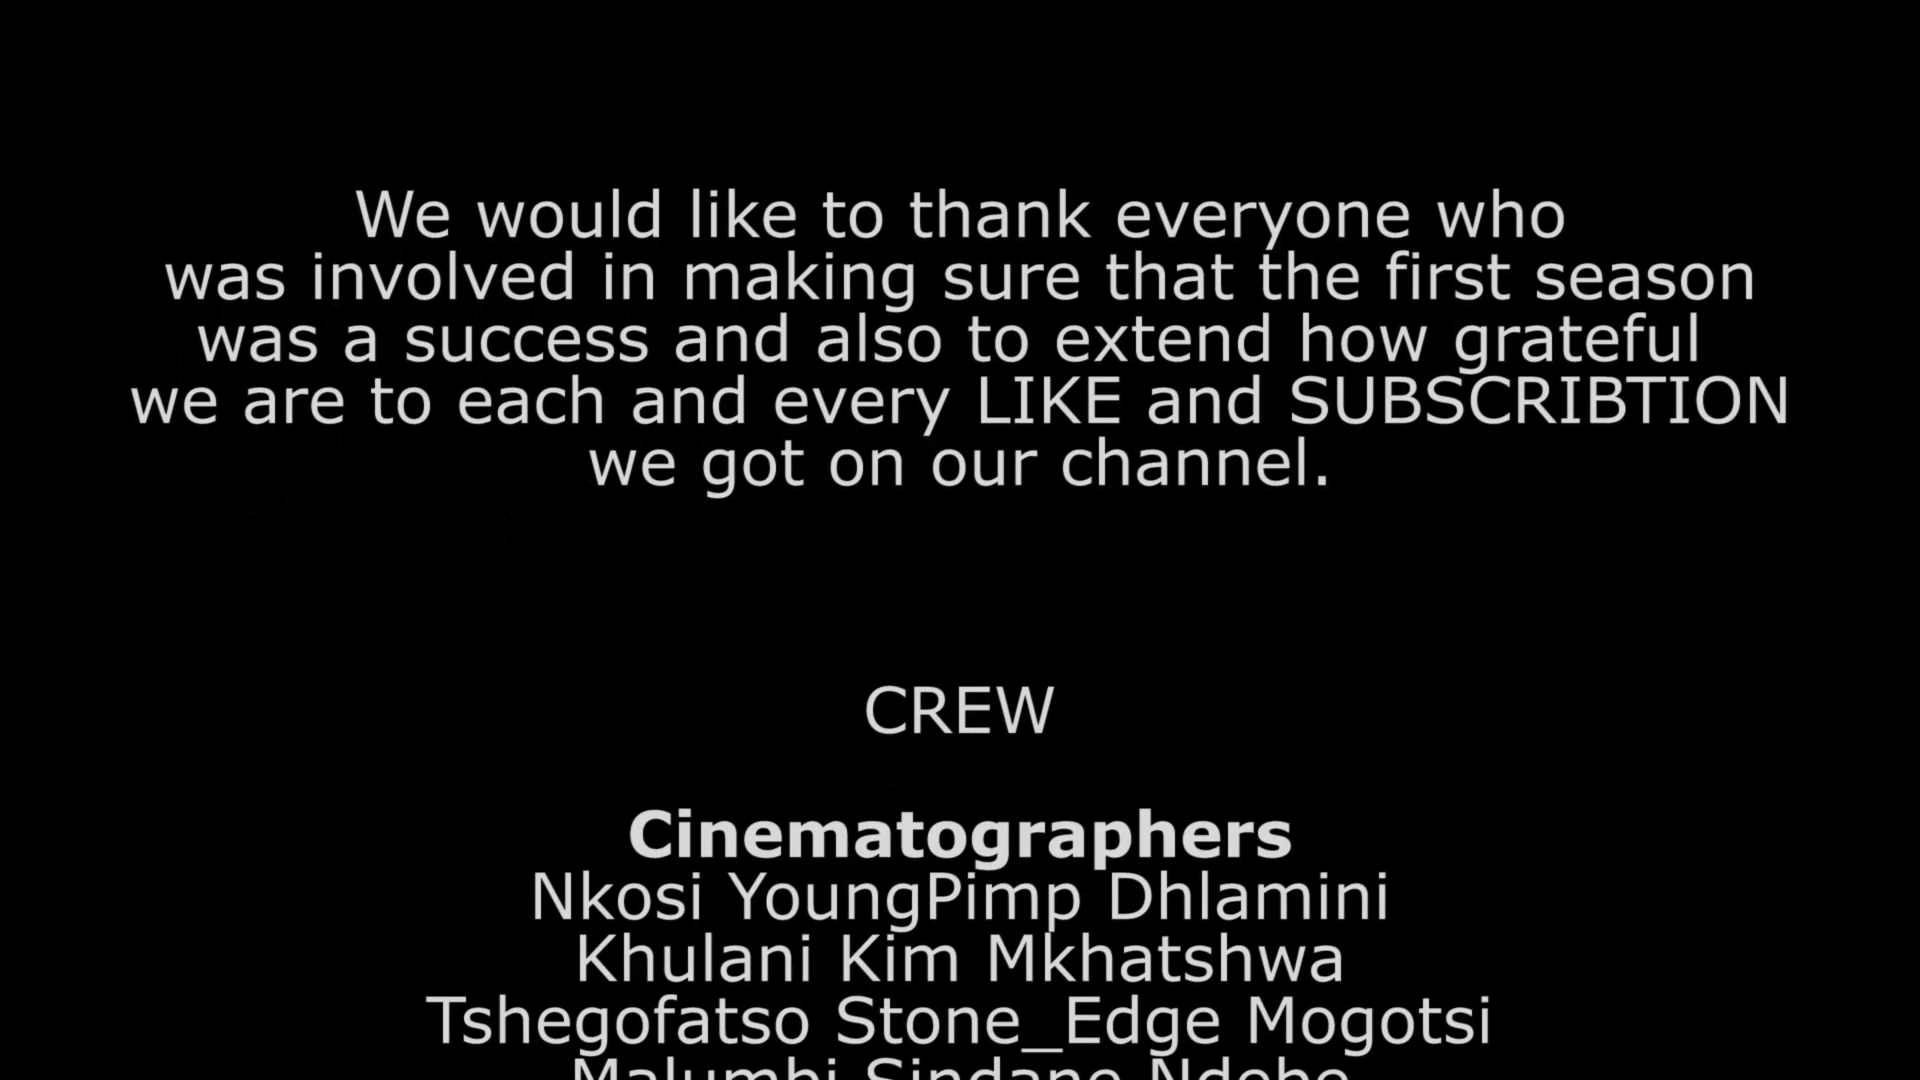 We would like to thank everyone who
was involved in making sure that the first season
was a success and also to extend how grateful
we are to each and every LIKE and SUBSCRIBTION
we got on our channel.
CREW
Cinematographers
Nkosi YoungPimp Dhlamini
Khulani Kim Mkhatshwa
Tshegofatso Stone_Edge Mogotsi
Sindane